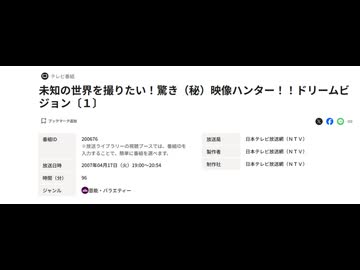 テレビ番組
未知の世界を撮りたい！驚き（秘）映像ハンター！！ドリームビ
ジョン〔１〕
ブックマーク追加
番組ID
200676
※放送ライブラリーの視聴ブースでは、番組IDを
入力することで、簡単に番組を調べます。
放送日時
2007年04月17日（火）19:00～20:54
時間（分）
96
ジャンル
芸能・バラエティー
放送局
日本テレビ放送網（ＮＴＶ）
製作者
日本テレビ放送網（ＮＴＶ）
制作社
日本テレビ放送網（ＮＴＶ）